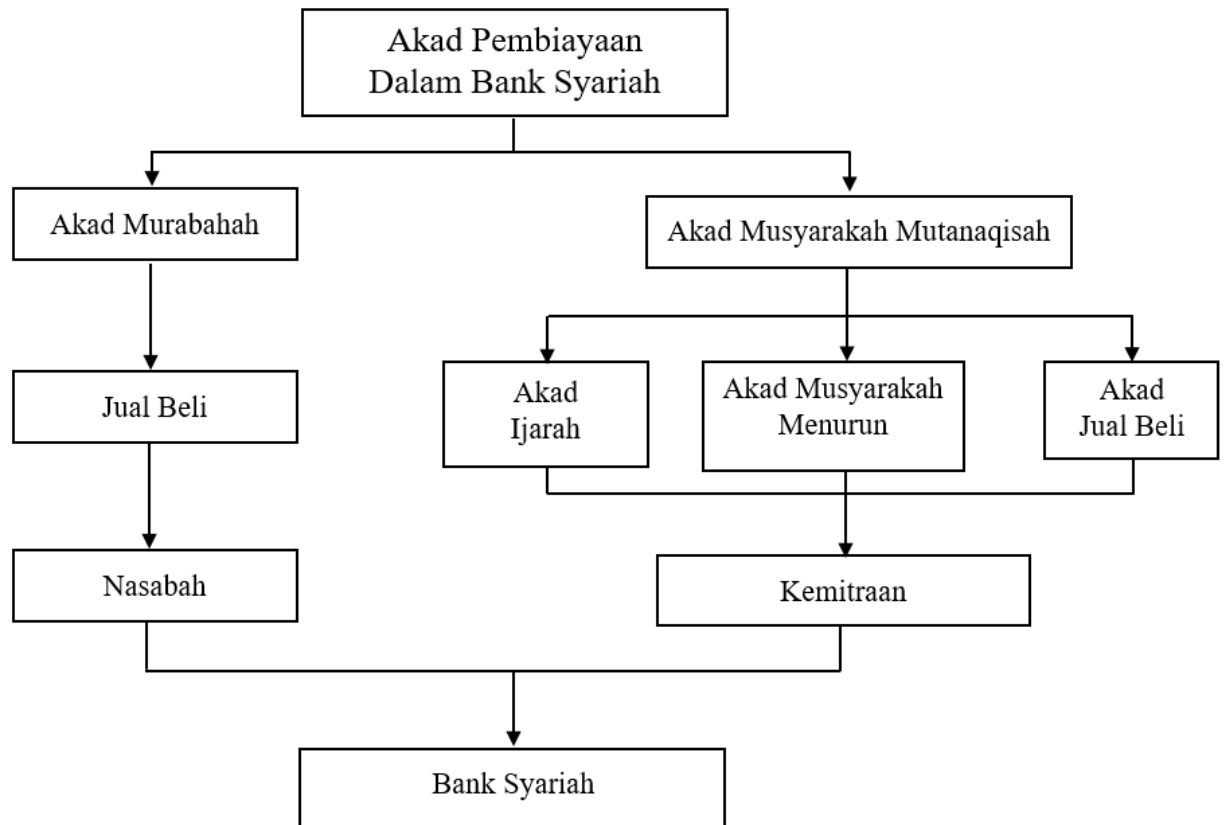 Akad Pembiayaan
Dalam Bank Syariah
Akad Murabahah
Akad Musyarakah Mutanaqisah
Jual Beli
Akad
Ijarah
Akad Musyarakah
Menurun
Akad
Jual Beli
Nasabah
Kemitraan
Bank Syariah